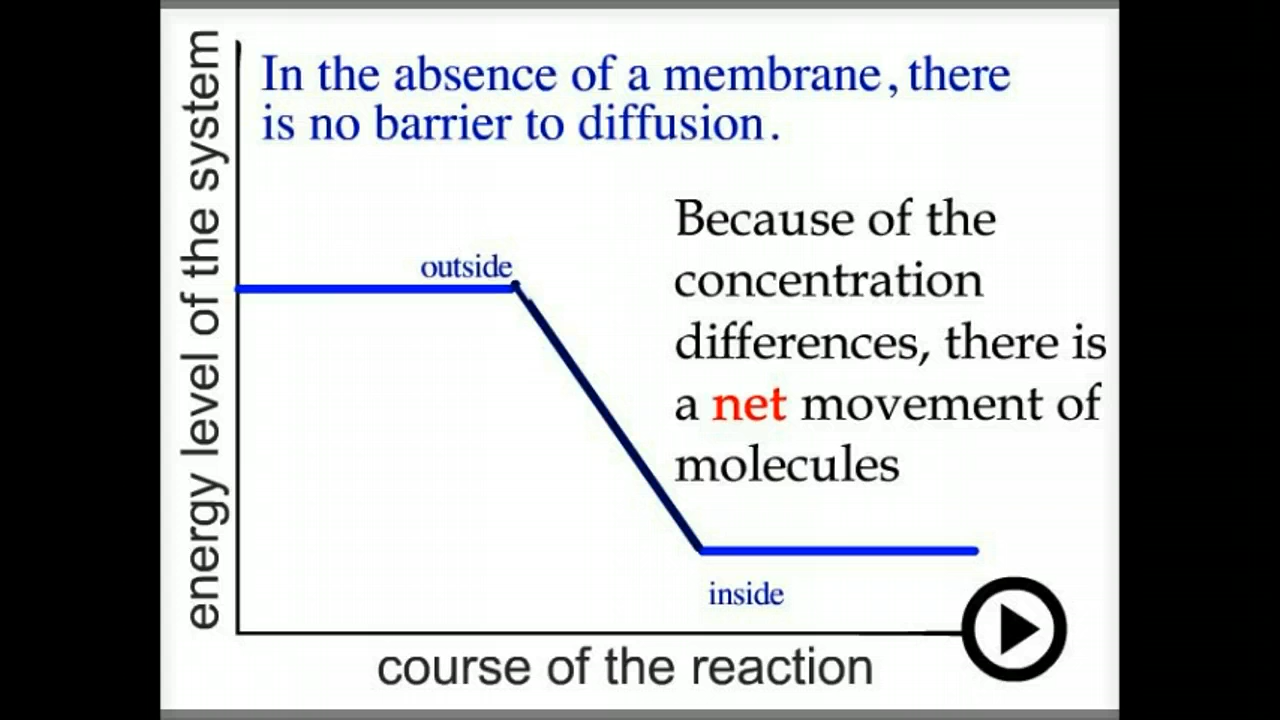 In the absence of a membrane, there
is no barrier to diffusion.
energy level of the system
outside
Because of the
concentration
differences, there is
a net movement of
molecules
inside
course of the reaction